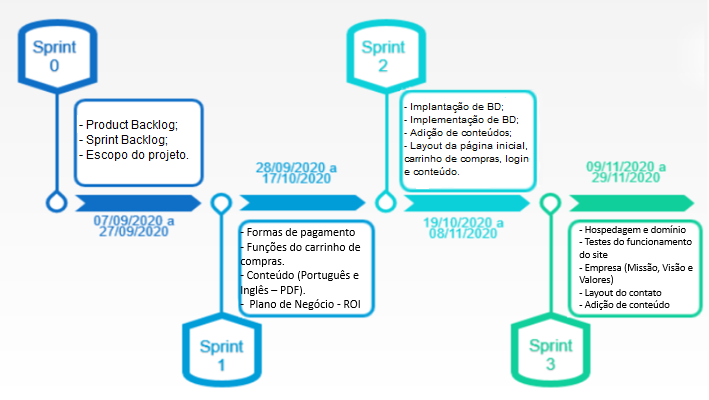 Sprint
0
- Product Backlog;
- Sprint Backlog;
- Escopo do projeto.
07/09/2020 a
27/09/2020
Sprint
1
28/09/2020 a
17/10/2020
- Formas de pagamento
- Funções do carrinho de
compras.
- Conteúdo (Português e
Inglês – PDF).
- Plano de Negócio - ROI
Sprint
2
- Implantação de BD;
- Implementação de BD;
- Adição de conteúdos;
- Layout da página inicial,
carrinho de compras, login
e conteúdo.
19/10/2020 a
08/11/2020
Sprint
3
09/11/2020 a
29/11/2020
- Hospedagem e domínio
- Testes do funcionamento
do site
- Empresa (Missão, Visão e
Valores)
- Layout do contato
- Adição de conteúdo